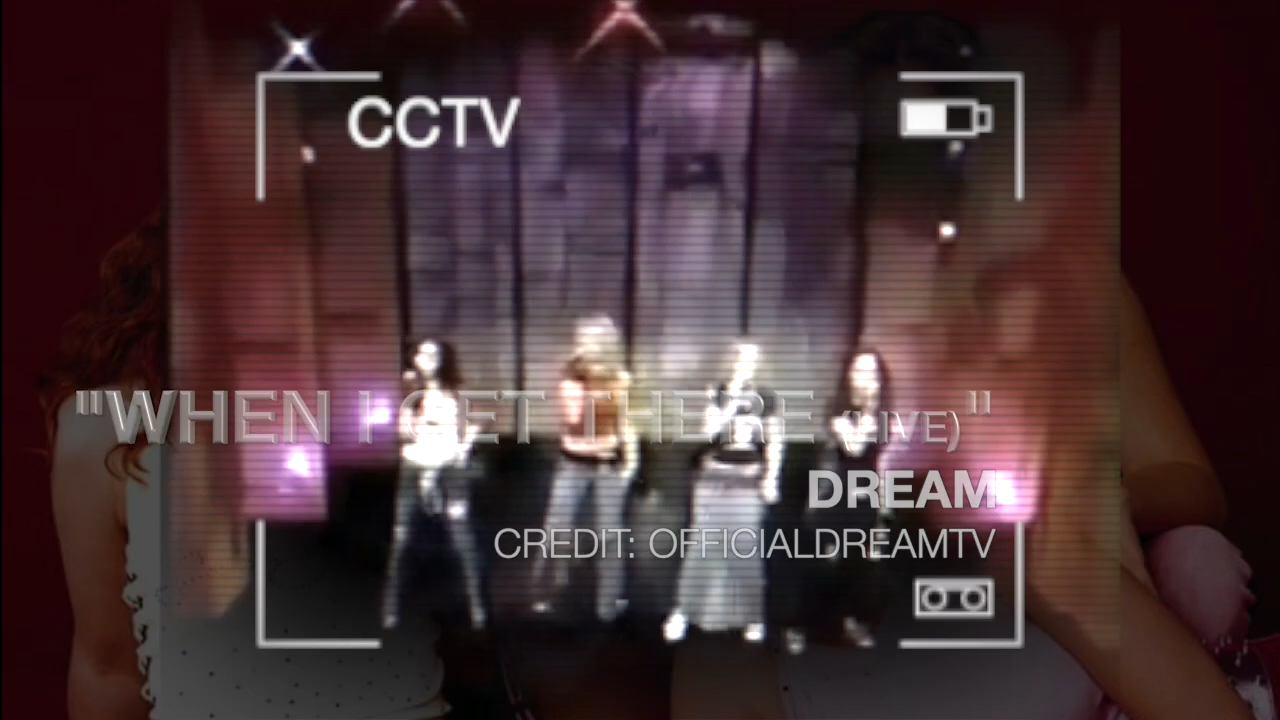 CCTV
"WHEN I GET THERE (LIVE)"
DREAM
CREDIT: OFFICIALDREAMTV